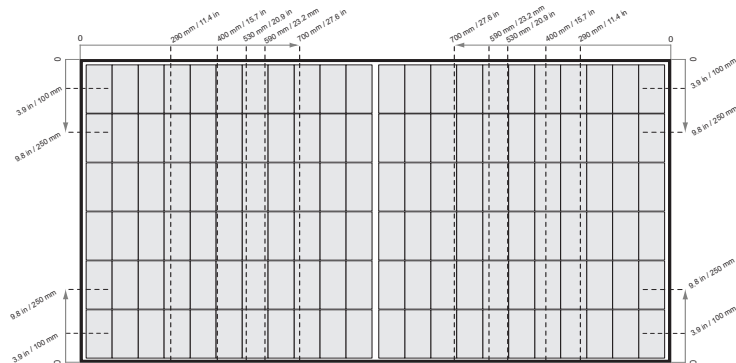 0
290 mm / 11.4 in
400 mm / 15.7 in
530 mm / 20.9 in
590 mm / 23.2 in
700 mm / 27.6 in
700 mm / 27.6 in
590 mm / 23.2 in
530 mm / 20.9 in
400 mm / 15.7 in
290 mm / 11.4 in
0
0
3.9 in / 100 mm
9.8 in / 250 mm
0
3.9 in / 100 mm
9.8 in / 250 mm
9.8 in / 250 mm
3.9 in / 100 mm
0
9.8 in / 250 mm
3.9 in / 100 mm
0